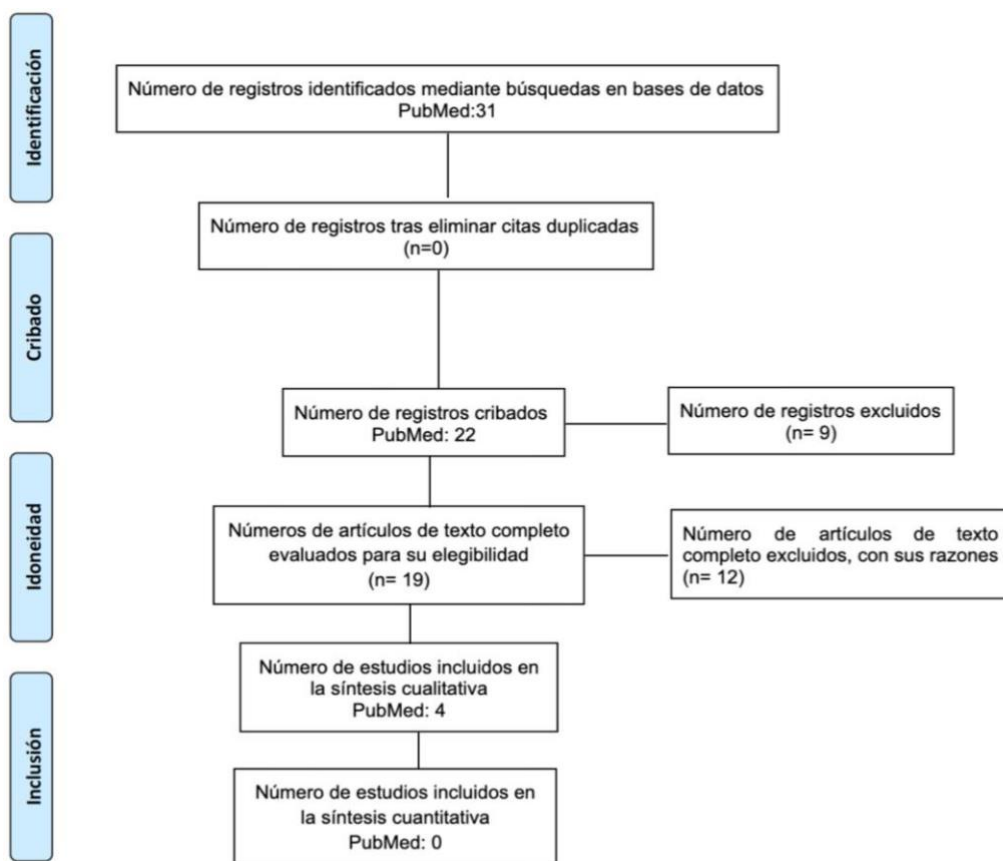 Identificación
Número de registros identificados mediante búsquedas en bases de datos
PubMed:31
Número de registros tras eliminar citas duplicadas
(n=0)
Cribado
Número de registros cribados
PubMed: 22
Número de registros excluidos
(n= 9)
Idoneidad
Números de artículos de texto completo
evaluados para su elegibilidad
(n= 19)
Número de artículos de texto
completo excluidos, con sus razones
(n= 12)
Inclusión
Número de estudios incluidos en
la síntesis cualitativa
PubMed: 4
Número de estudios incluidos en
la síntesis cuantitativa
PubMed: 0